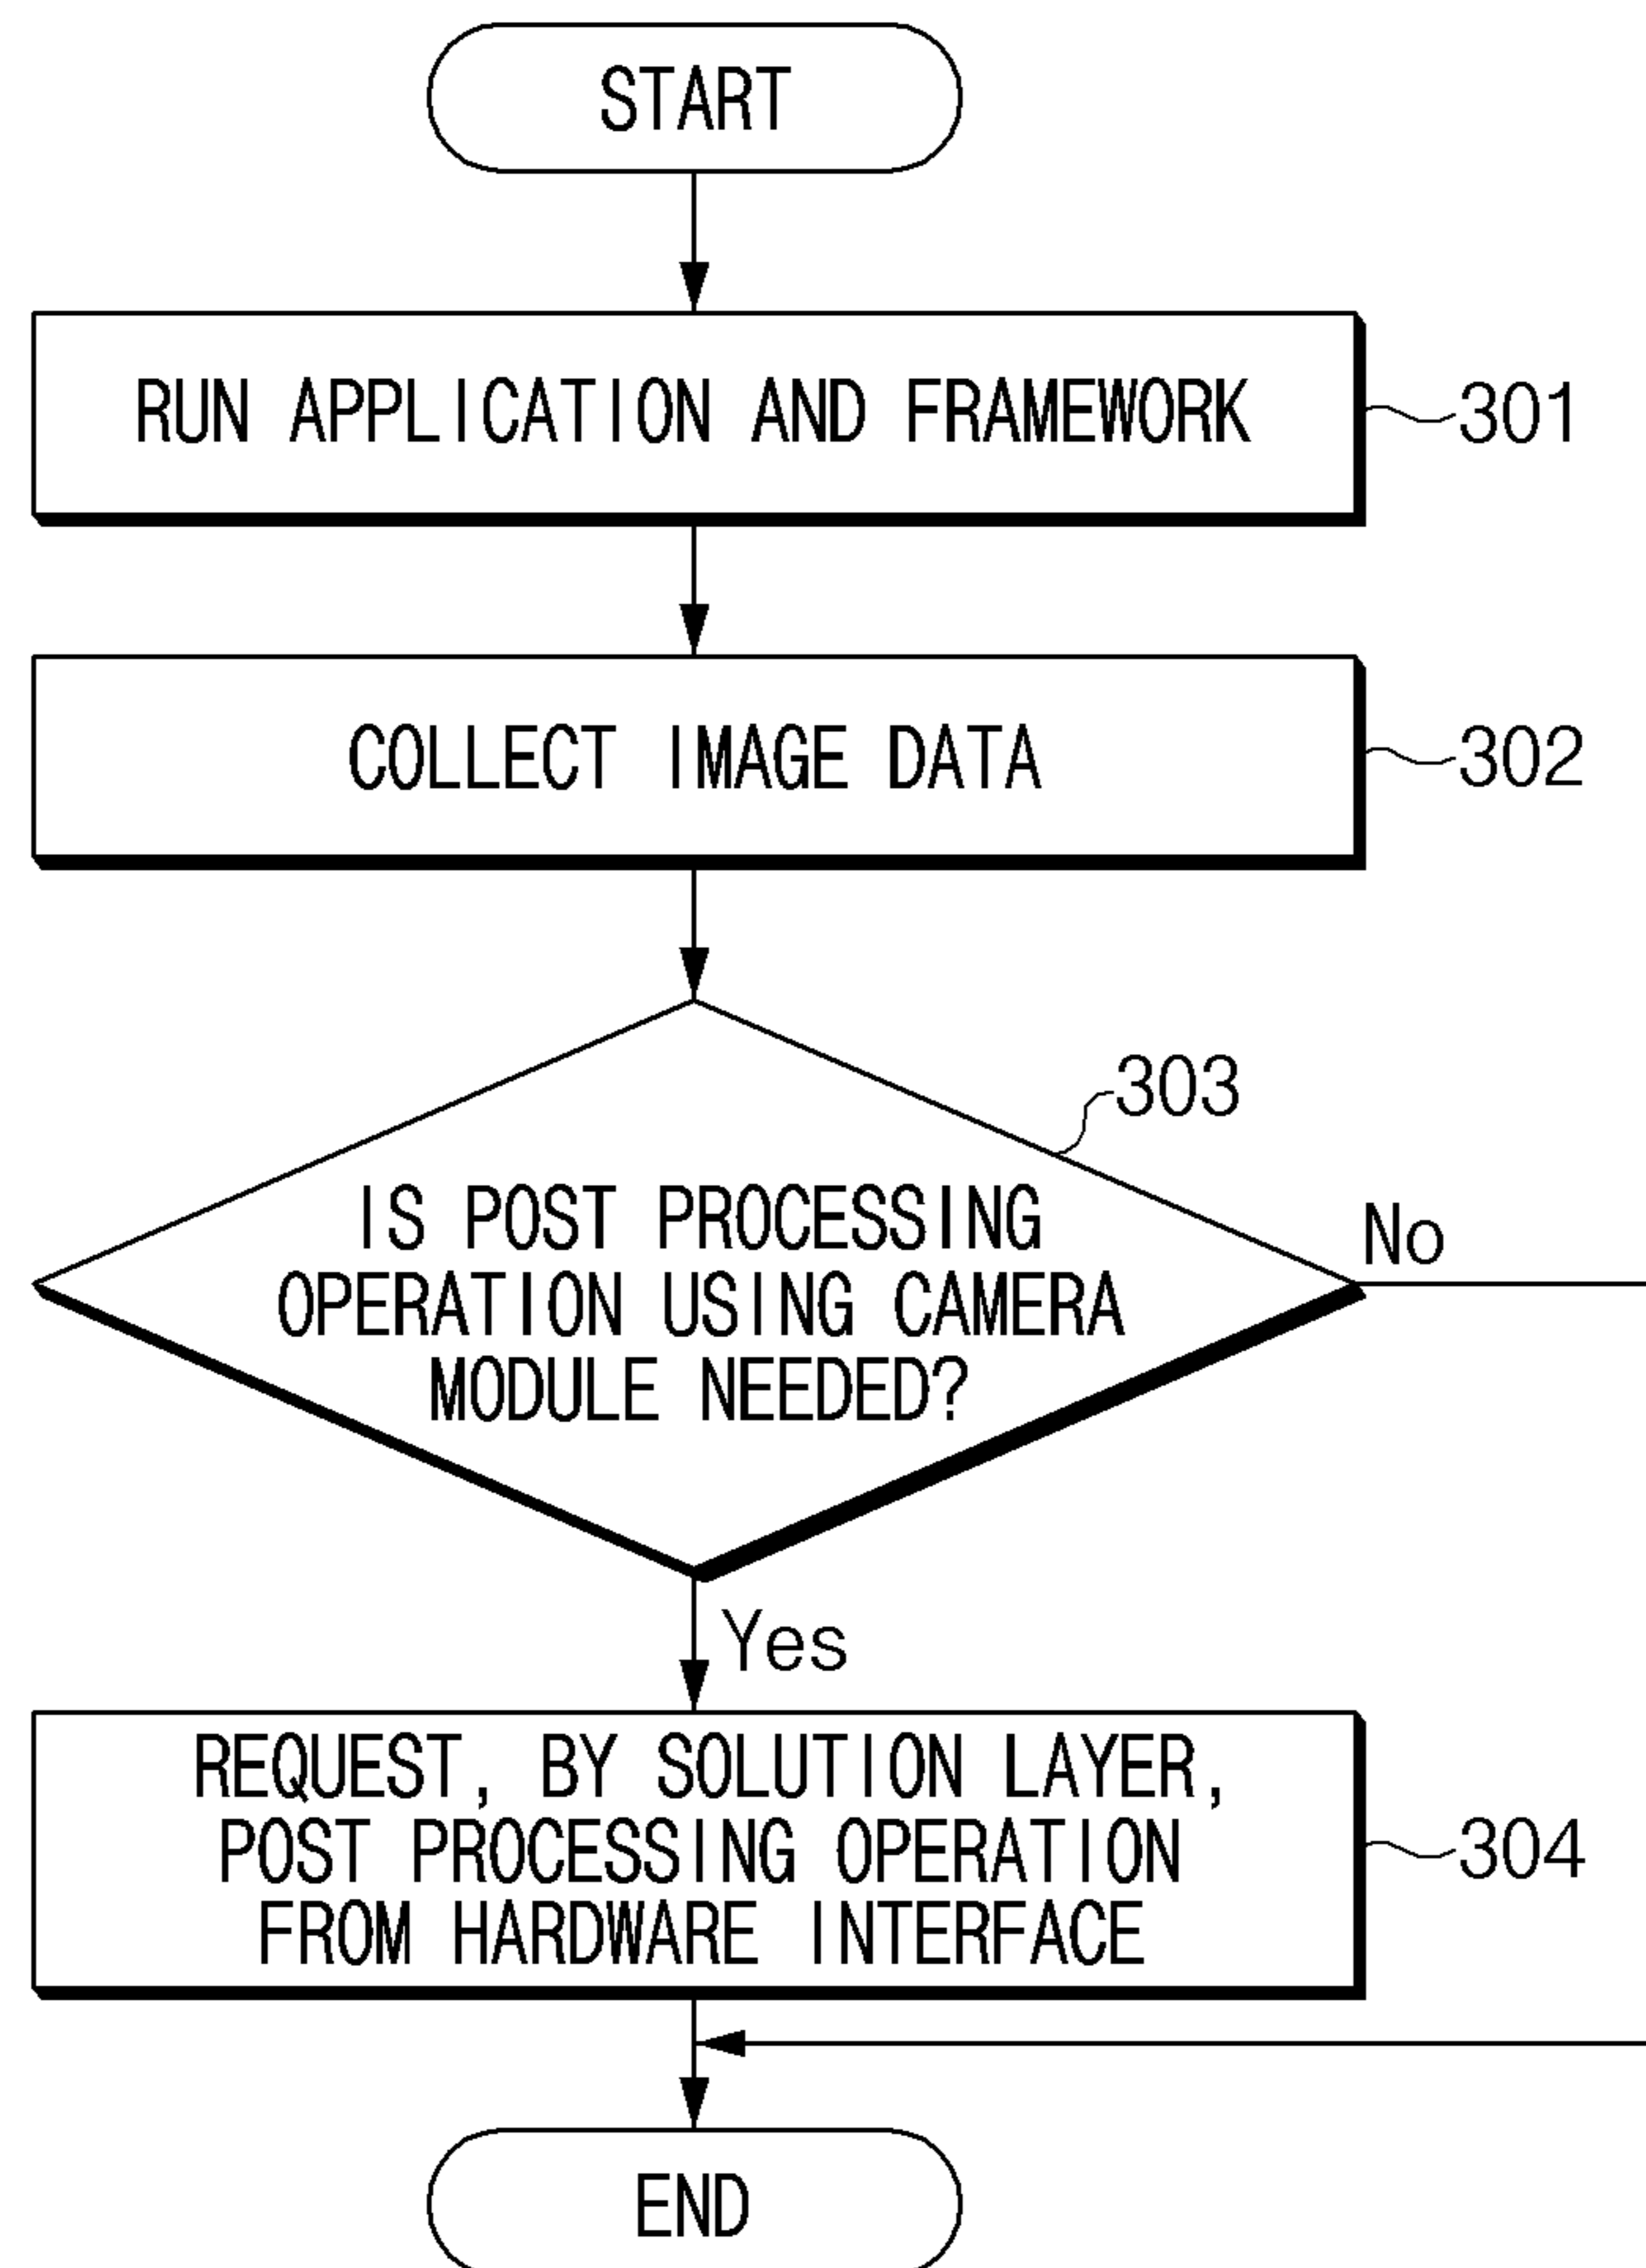 START
RUN APPLICATION AND FRAMEWORK
301
COLLECT IMAGE DATA
302
303
IS POST PROCESSING
OPERATION USING CAMERA
MODULE NEEDED?
No
Yes
REQUEST, BY SOLUTION LAYER,
POST PROCESSING OPERATION
FROM HARDWARE INTERFACE
304
END